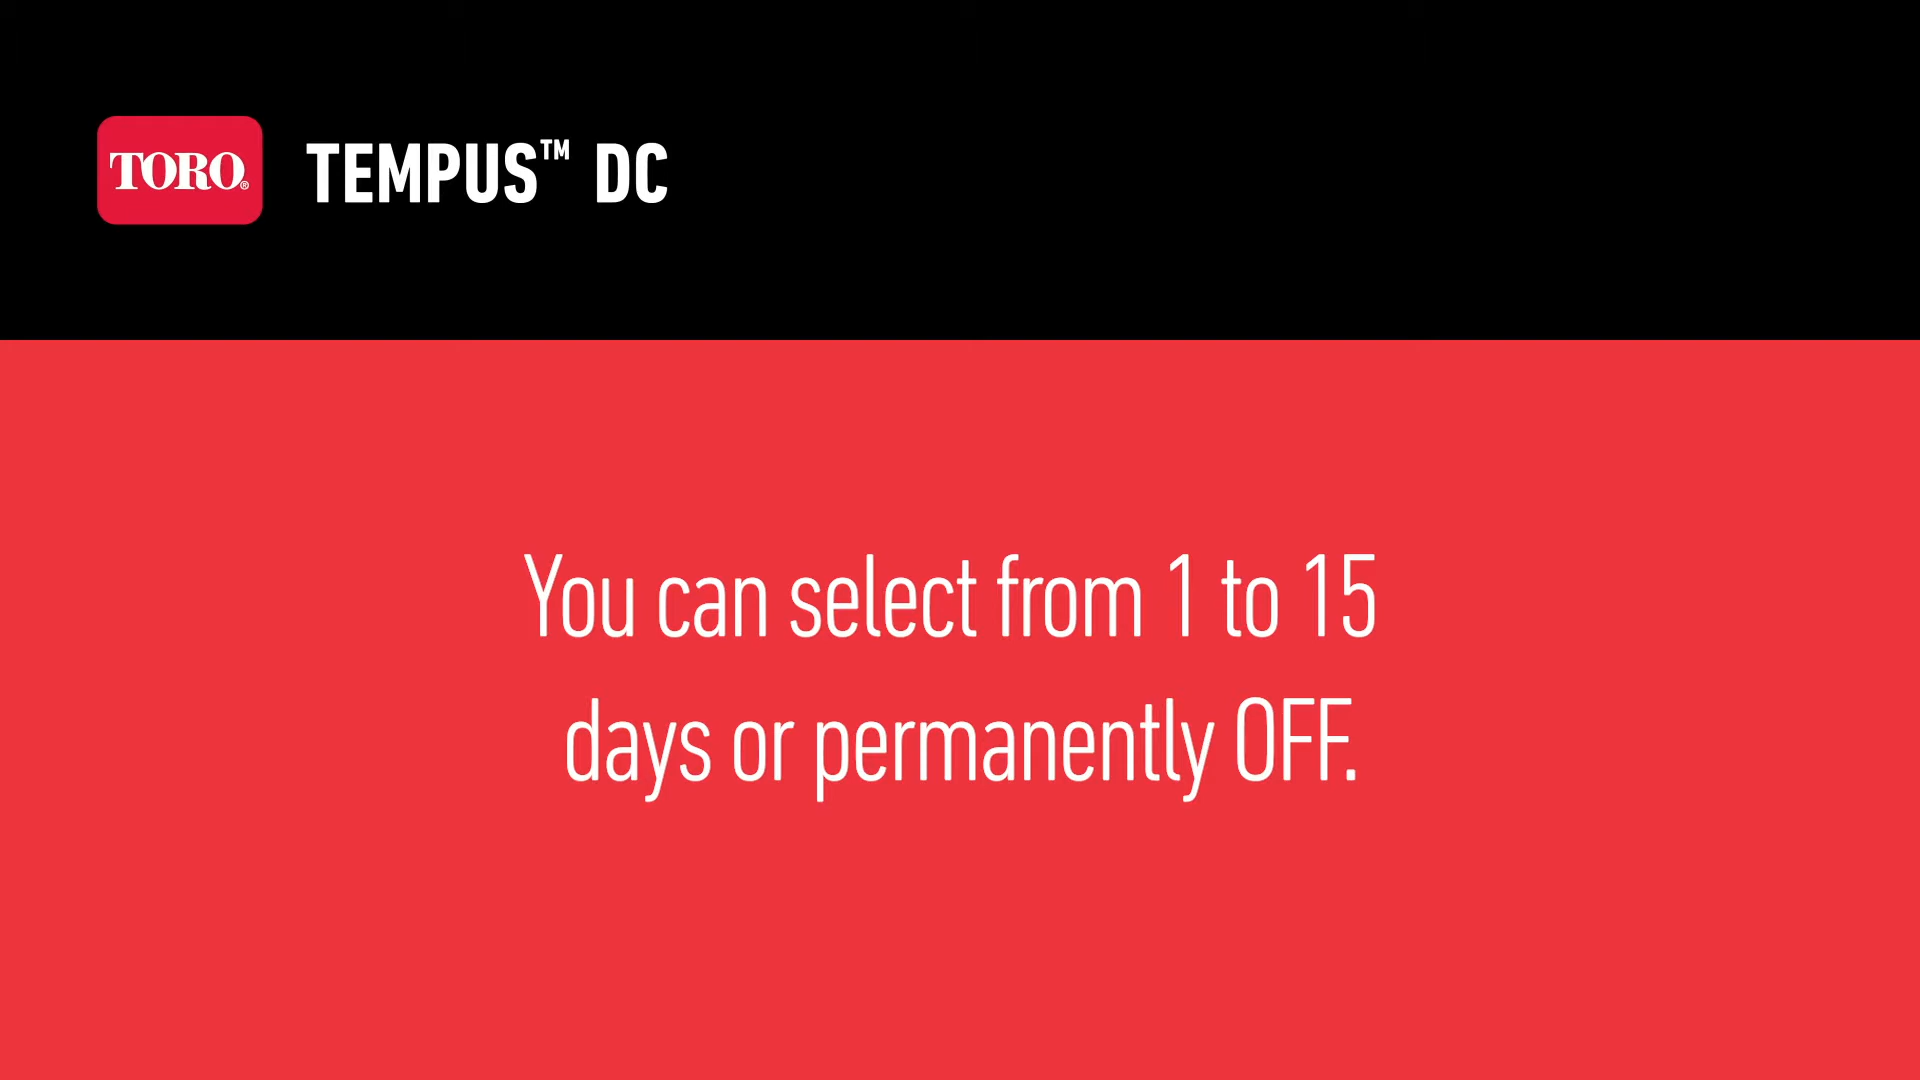 TORO® TEMPUS™ DC
You can select from 1 to 15
days or permanently OFF.